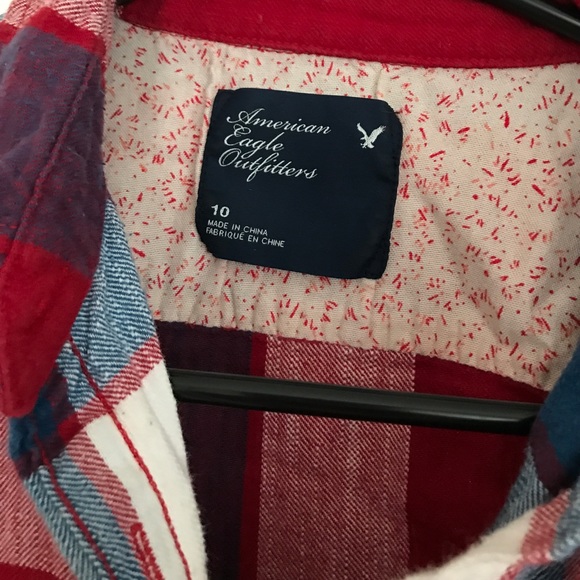 American
Eagle
Outfitters
10
MADE IN CHINA
FABRIQUÉ EN CHINE